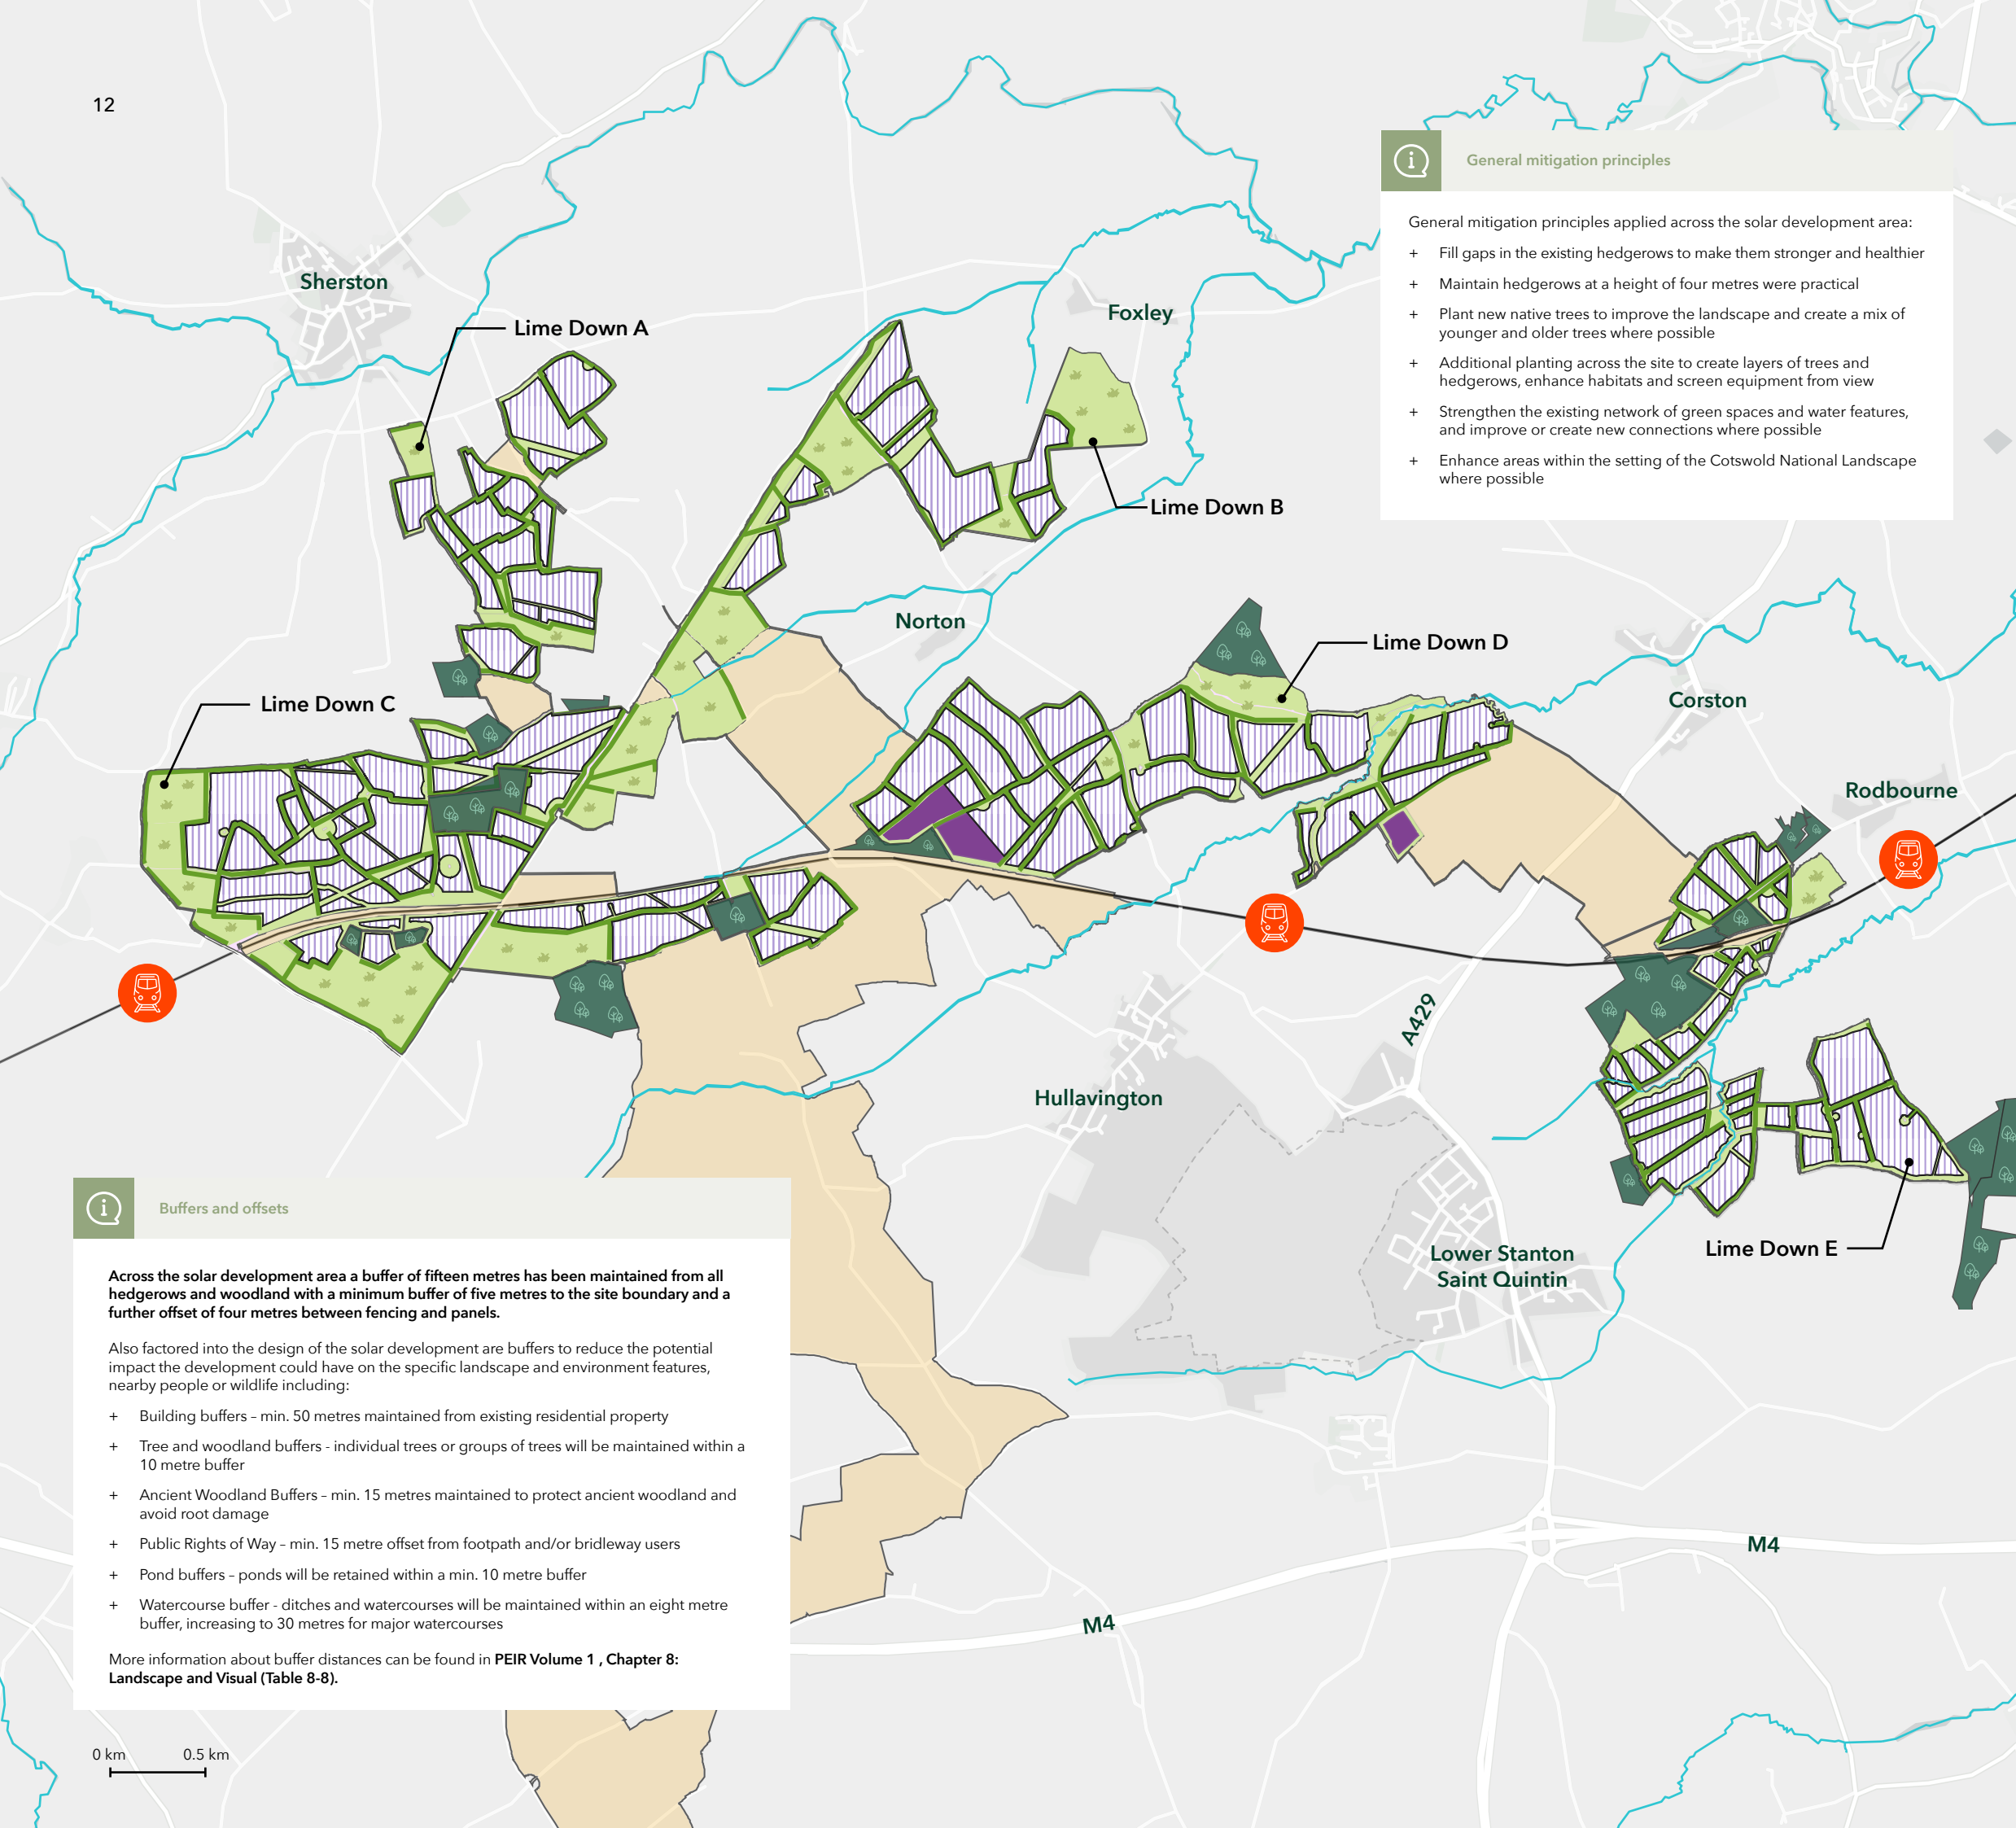 12
General mitigation principles
General mitigation principles applied across the solar development area:
+ Fill gaps in the existing hedgerows to make them stronger and healthier
+ Maintain hedgerows at a height of four metres were practical
+ Plant new native trees to improve the landscape and create a mix of
younger and older trees where possible
+ Additional planting across the site to create layers of trees and
hedgerows, enhance habitats and screen equipment from view
+ Strengthen the existing network of green spaces and water features,
and improve or create new connections where possible
+ Enhance areas within the setting of the Cotswold National Landscape
where possible
Sherston
Foxley
Lime Down A
Lime Down B
Norton
Lime Down D
Lime Down C
Corston
Rodbourne
A429
Hullavington
Lower Stanton
Saint Quintin
Lime Down E
M4
M4
Buffers and offsets
Across the solar development area a buffer of fifteen metres has been maintained from all
hedgerows and woodland with a minimum buffer of five metres to the site boundary and a
further offset of four metres between fencing and panels.
Also factored into the design of the solar development are buffers to reduce the potential
impact the development could have on the specific landscape and environment features,
nearby people or wildlife including:
+ Building buffers – min. 50 metres maintained from existing residential property
+ Tree and woodland buffers - individual trees or groups of trees will be maintained within a
10 metre buffer
+ Ancient Woodland Buffers – min. 15 metres maintained to protect ancient woodland and
avoid root damage
+ Public Rights of Way – min. 15 metre offset from footpath and/or bridleway users
+ Pond buffers – ponds will be retained within a min. 10 metre buffer
+ Watercourse buffer - ditches and watercourses will be maintained within an eight metre
buffer, increasing to 30 metres for major watercourses
More information about buffer distances can be found in PEIR Volume 1 , Chapter 8:
Landscape and Visual (Table 8-8).
0 km 0.5 km